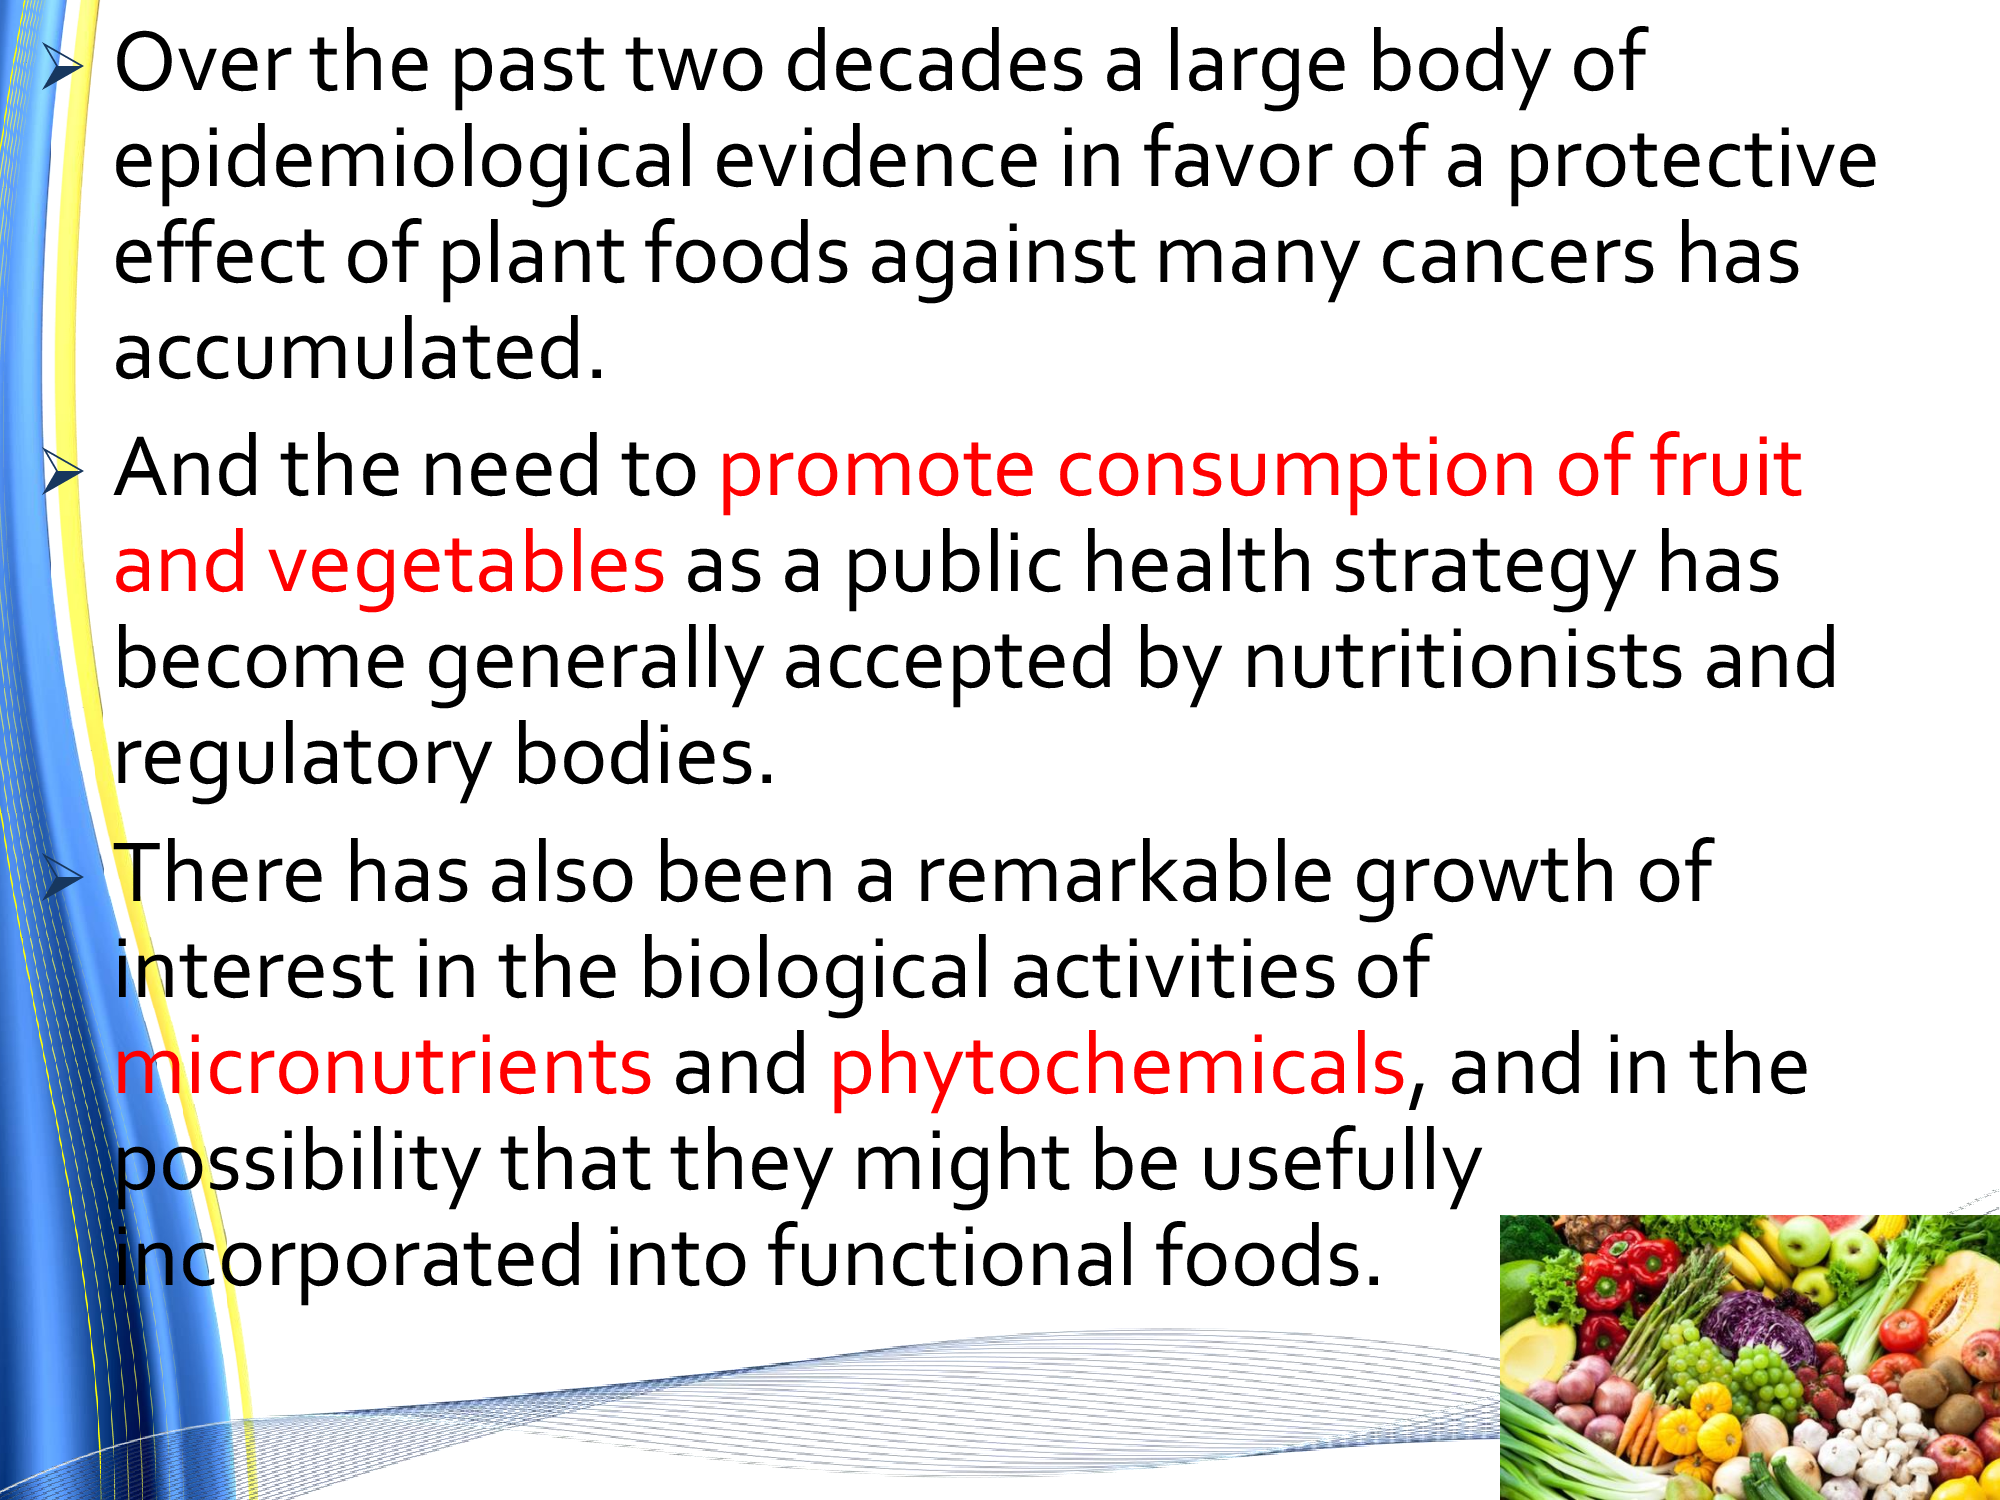 Over the past two decades a large body of
epidemiological evidence in favor of a protective
effect of plant foods against many cancers has
accumulated.
And the need to promote consumption of fruit
and vegetables as a public health strategy has
become generally accepted by nutritionists and
regulatory bodies.
There has also been a remarkable growth of
interest in the biological activities of
micronutrients and phytochemicals, and in the
possibility that they might be usefully
incorporated into functional foods.